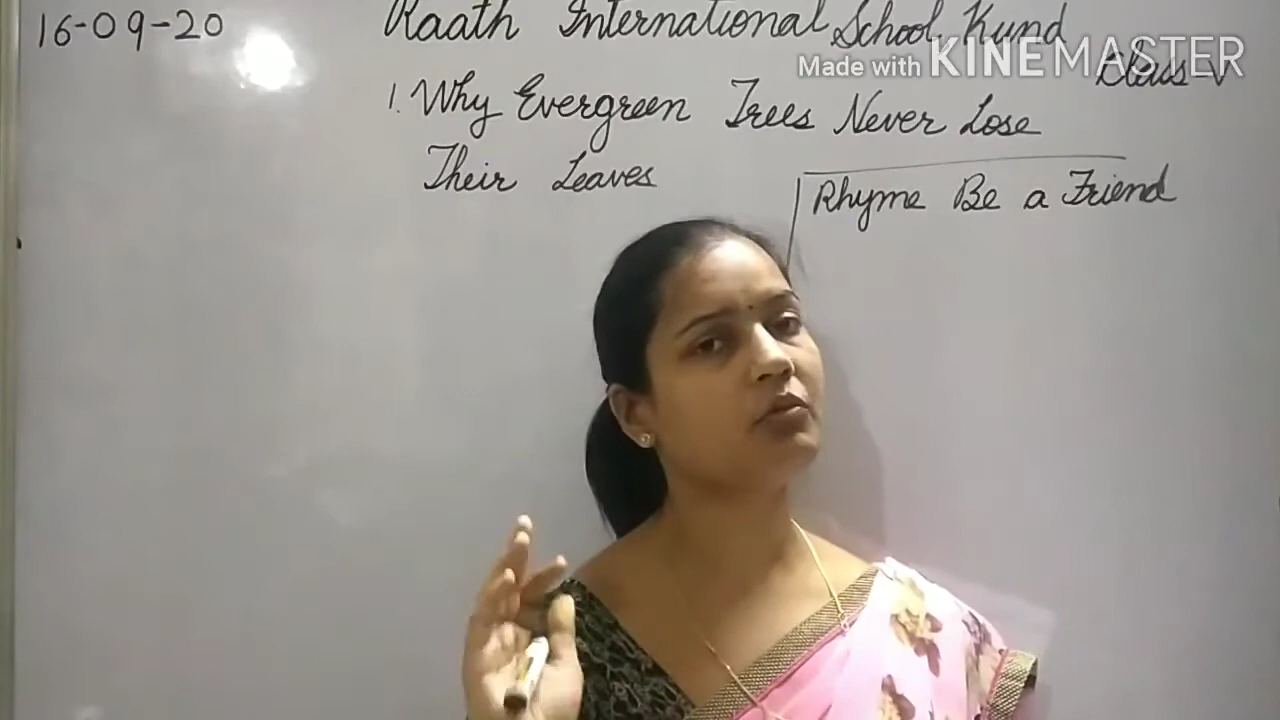 16-09-20
Raath International School, Kund
Made with KINEMASTER
Class-V
1. Why Evergreen Trees Never Lose
Their Leaves
Rhyme Be a Friend